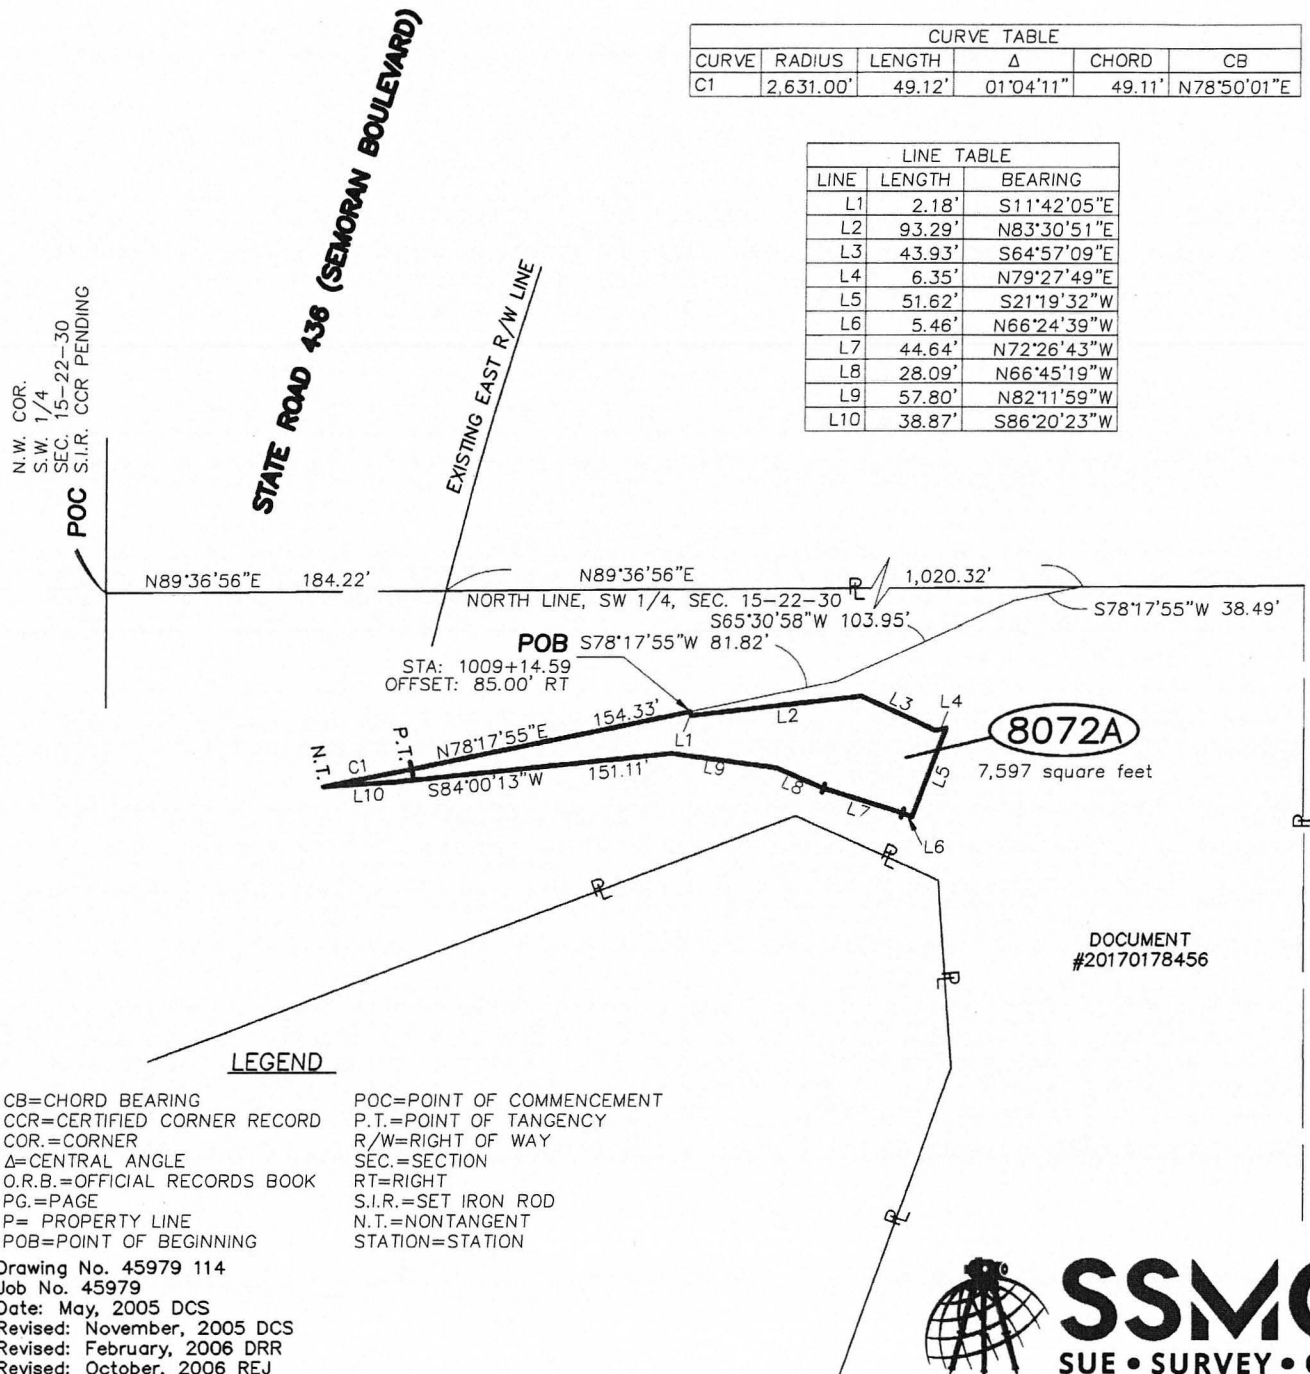 CURVE TABLE
CURVE RADIUS LENGTH Δ CHORD CB
C1 2,631.00' 49.12' 01°04'11" 49.11' N78°50'01"E
LINE TABLE
LINE LENGTH BEARING
L1 2.18' S11°42'05"E
L2 93.29' N83°30'51"E
L3 43.93' S64°57'09"E
L4 6.35' N79°27'49"E
L5 51.62' S21°19'32"W
L6 5.46' N66°24'39"W
L7 44.64' N72°26'43"W
L8 28.09' N66°45'19"W
L9 57.80' N82°11'59"W
L10 38.87' S86°20'23"W
STATE ROAD 436 (SEMORAN BOULEVARD)
EXISTING EAST R/W LINE
N.W. COR.
S.W. 1/4
SEC. 15-22-30
S.I.R. CCR PENDING
POC
N89°36'56"E 184.22'
N89°36'56"E
1,020.32'
NORTH LINE, SW 1/4, SEC. 15-22-30
PL
S65°30'58"W 103.95'
S78°17'55"W 38.49'
POB
S78°17'55"W 81.82'
STA: 1009+14.59
OFFSET: 85.00' RT
N.T.
C1
P.T.
N78°17'55"E 154.33'
L1
L2
L3
L4
L10
S84°00'13"W 151.11'
L9
L8
L7
L6
L5
8072A
7,597 square feet
PL
PL
PL
PL
PL
DOCUMENT
#20170178456
LEGEND
CB=CHORD BEARING
CCR=CERTIFIED CORNER RECORD
COR.=CORNER
Δ=CENTRAL ANGLE
O.R.B.=OFFICIAL RECORDS BOOK
PG.=PAGE
P= PROPERTY LINE
POB=POINT OF BEGINNING
POC=POINT OF COMMENCEMENT
P.T.=POINT OF TANGENCY
R/W=RIGHT OF WAY
SEC.=SECTION
RT=RIGHT
S.I.R.=SET IRON ROD
N.T.=NONTANGENT
STATION=STATION
Drawing No. 45979 114
Job No. 45979
Date: May, 2005 DCS
Revised: November, 2005 DCS
Revised: February, 2006 DRR
Revised: October, 2006 REJ
SSMC
SUE • SURVEY •